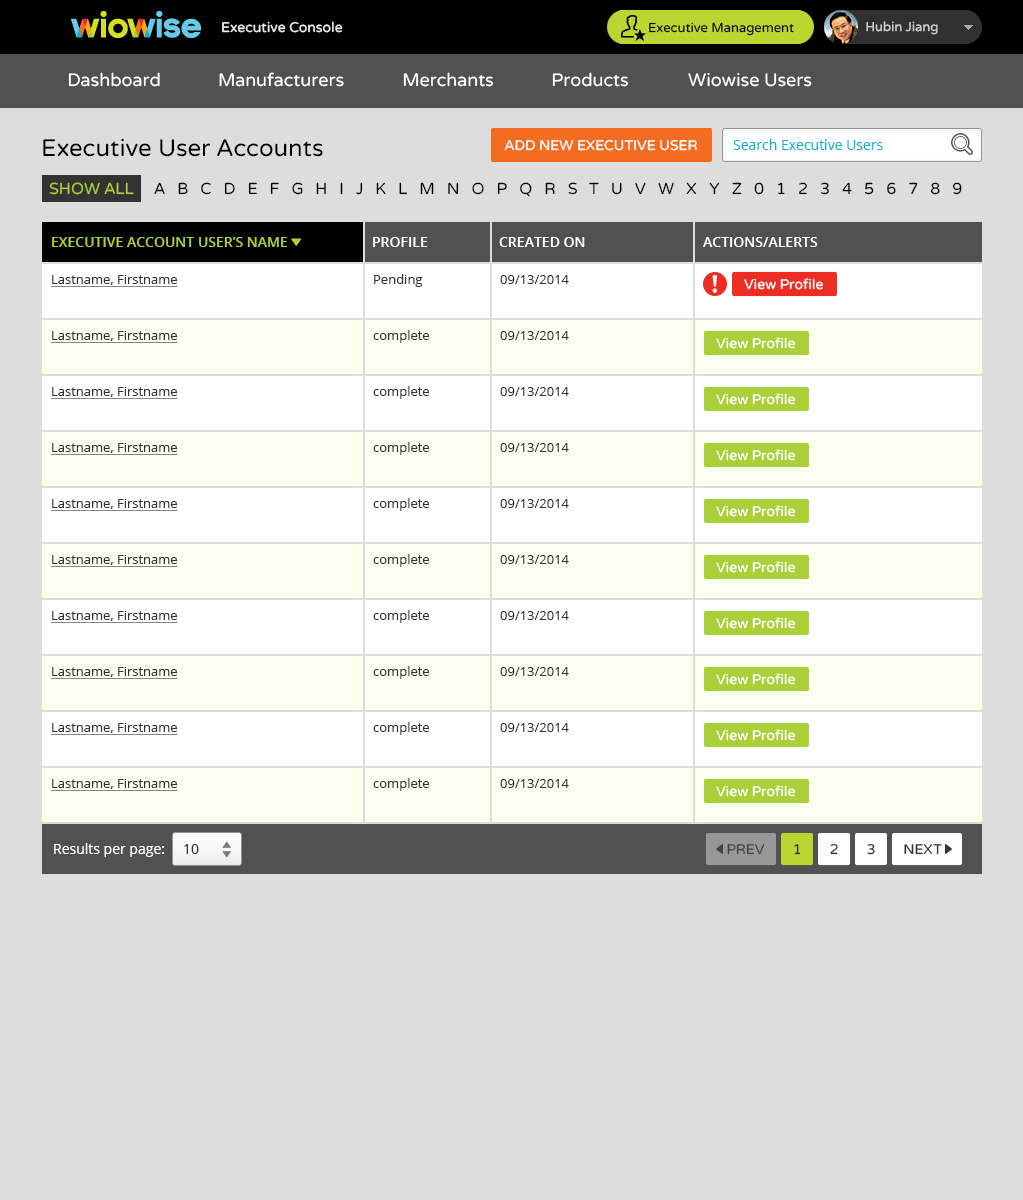 wiowise Executive Console Executive Management Hubin Jiang
Dashboard Manufacturers Merchants Products Wiowise Users
Executive User Accounts ADD NEW EXECUTIVE USER Search Executive Users
SHOW ALL A B C D E F G H I J K L M N O P Q R S T U V W X Y Z 0 1 2 3 4 5 6 7 8 9
EXECUTIVE ACCOUNT USER'S NAME PROFILE CREATED ON ACTIONS/ALERTS
Lastname, Firstname Pending 09/13/2014 View Profile
Lastname, Firstname complete 09/13/2014 View Profile
Lastname, Firstname complete 09/13/2014 View Profile
Lastname, Firstname complete 09/13/2014 View Profile
Lastname, Firstname complete 09/13/2014 View Profile
Lastname, Firstname complete 09/13/2014 View Profile
Lastname, Firstname complete 09/13/2014 View Profile
Lastname, Firstname complete 09/13/2014 View Profile
Lastname, Firstname complete 09/13/2014 View Profile
Lastname, Firstname complete 09/13/2014 View Profile
Results per page: 10 PREV 1 2 3 NEXT